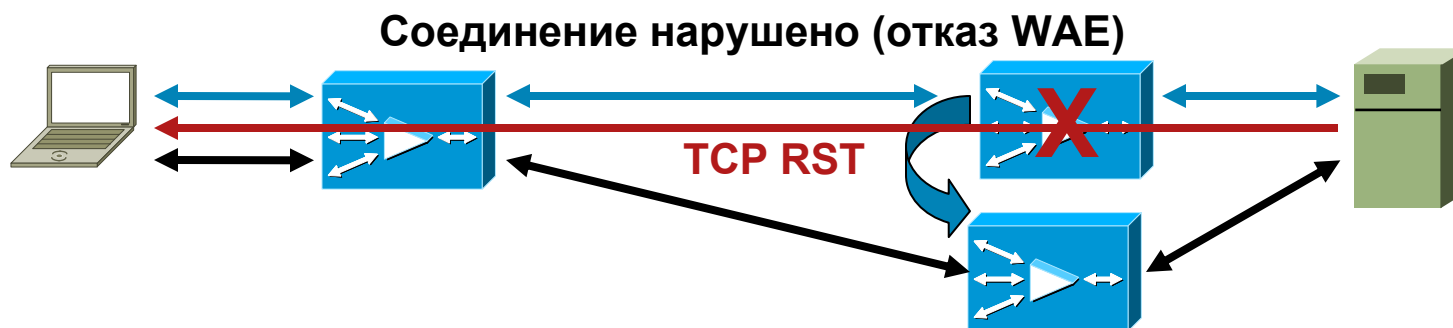 Соединение нарушено (отказ WAE)
X
TCP RST